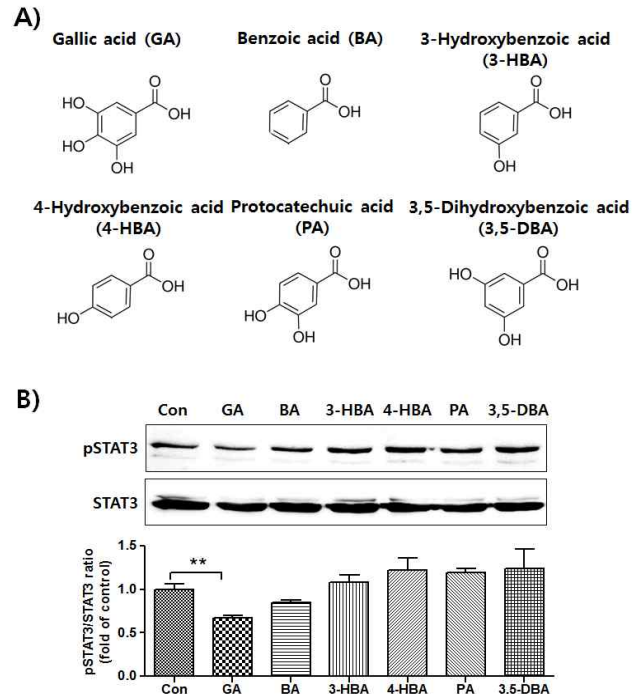 A)
Gallic acid (GA)
Benzoic acid (BA)
3-Hydroxybenzoic acid
(3-HBA)
O
HO
OH
HO
OH
O
OH
O
OH
OH
4-Hydroxybenzoic acid
(4-HBA)
Protocatechuic acid
(PA)
3,5-Dihydroxybenzoic acid
(3,5-DBA)
O
OH
HO
O
OH
HO
OH
O
HO
OH
OH
B)
Con GA BA 3-HBA 4-HBA PA 3,5-DBA
pSTAT3
STAT3
pSTAT3/STAT3 ratio
(fold of control)
1.5
1.0
0.5
0.0
**
Con GA BA 3-HBA 4-HBA PA 3.5-DBA